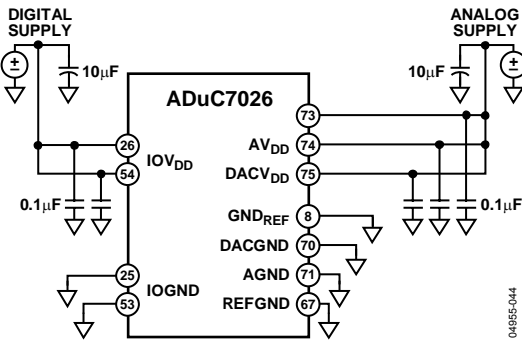 DIGITAL
SUPPLY
ANALOG
SUPPLY
10µF
10µF
ADuC7026
73
26
IOVDD
AVDD
74
54
DACVDD
75
0.1µF
0.1µF
GNDREF
8
DACGND
70
25
IOGND
AGND
71
53
REFGND
67
04955-044